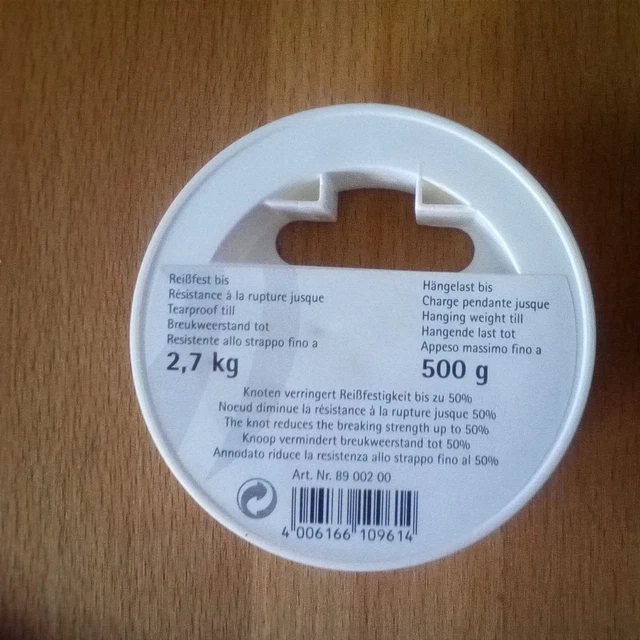 Reißfest bis
Résistance à la rupture jusque
Tearproof till
Breukweerstand tot
Resistente allo strappo fino a
2,7 kg
Hängelast bis
Charge pendante jusque
Hanging weight till
Hangende last tot
Appeso massimo fino a
500 g
Knoten verringert Reißfestigkeit bis zu 50%
Noeud diminue la résistance à la rupture jusque 50%
The knot reduces the breaking strength up to 50%
Knoop vermindert breukweerstand tot 50%
Annodato riduce la resistenza allo strappo fino al 50%
Art. Nr. 89 002 00
4 006166 109614